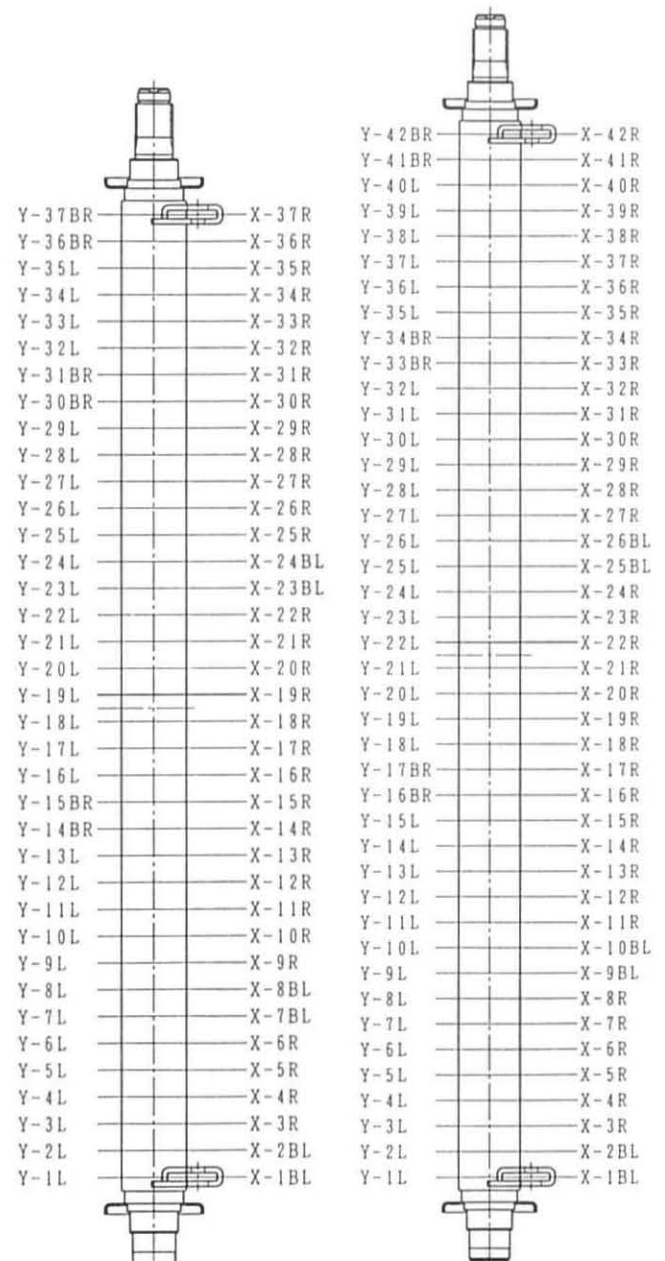 Y-37BR X-37R
Y-36BR X-36R
Y-35L X-35R
Y-34L X-34R
Y-33L X-33R
Y-32L X-32R
Y-31BR X-31R
Y-30BR X-30R
Y-29L X-29R
Y-28L X-28R
Y-27L X-27R
Y-26L X-26R
Y-25L X-25R
Y-24L X-24BL
Y-23L X-23BL
Y-22L X-22R
Y-21L X-21R
Y-20L X-20R
Y-19L X-19R
Y-18L X-18R
Y-17L X-17R
Y-16L X-16R
Y-15BR X-15R
Y-14BR X-14R
Y-13L X-13R
Y-12L X-12R
Y-11L X-11R
Y-10L X-10R
Y-9L X-9R
Y-8L X-8BL
Y-7L X-7BL
Y-6L X-6R
Y-5L X-5R
Y-4L X-4R
Y-3L X-3R
Y-2L X-2BL
Y-1L X-1BL
Y-42BR X-42R
Y-41BR X-41R
Y-40L X-40R
Y-39L X-39R
Y-38L X-38R
Y-37L X-37R
Y-36L X-36R
Y-35L X-35R
Y-34BR X-34R
Y-33BR X-33R
Y-32L X-32R
Y-31L X-31R
Y-30L X-30R
Y-29L X-29R
Y-28L X-28R
Y-27L X-27R
Y-26L X-26BL
Y-25L X-25BL
Y-24L X-24R
Y-23L X-23R
Y-22L X-22R
Y-21L X-21R
Y-20L X-20R
Y-19L X-19R
Y-18L X-18R
Y-17BR X-17R
Y-16BR X-16R
Y-15L X-15R
Y-14L X-14R
Y-13L X-13R
Y-12L X-12R
Y-11L X-11R
Y-10L X-10BL
Y-9L X-9BL
Y-8L X-8R
Y-7L X-7R
Y-6L X-6R
Y-5L X-5R
Y-4L X-4R
Y-3L X-3R
Y-2L X-2BL
Y-1L X-1BL